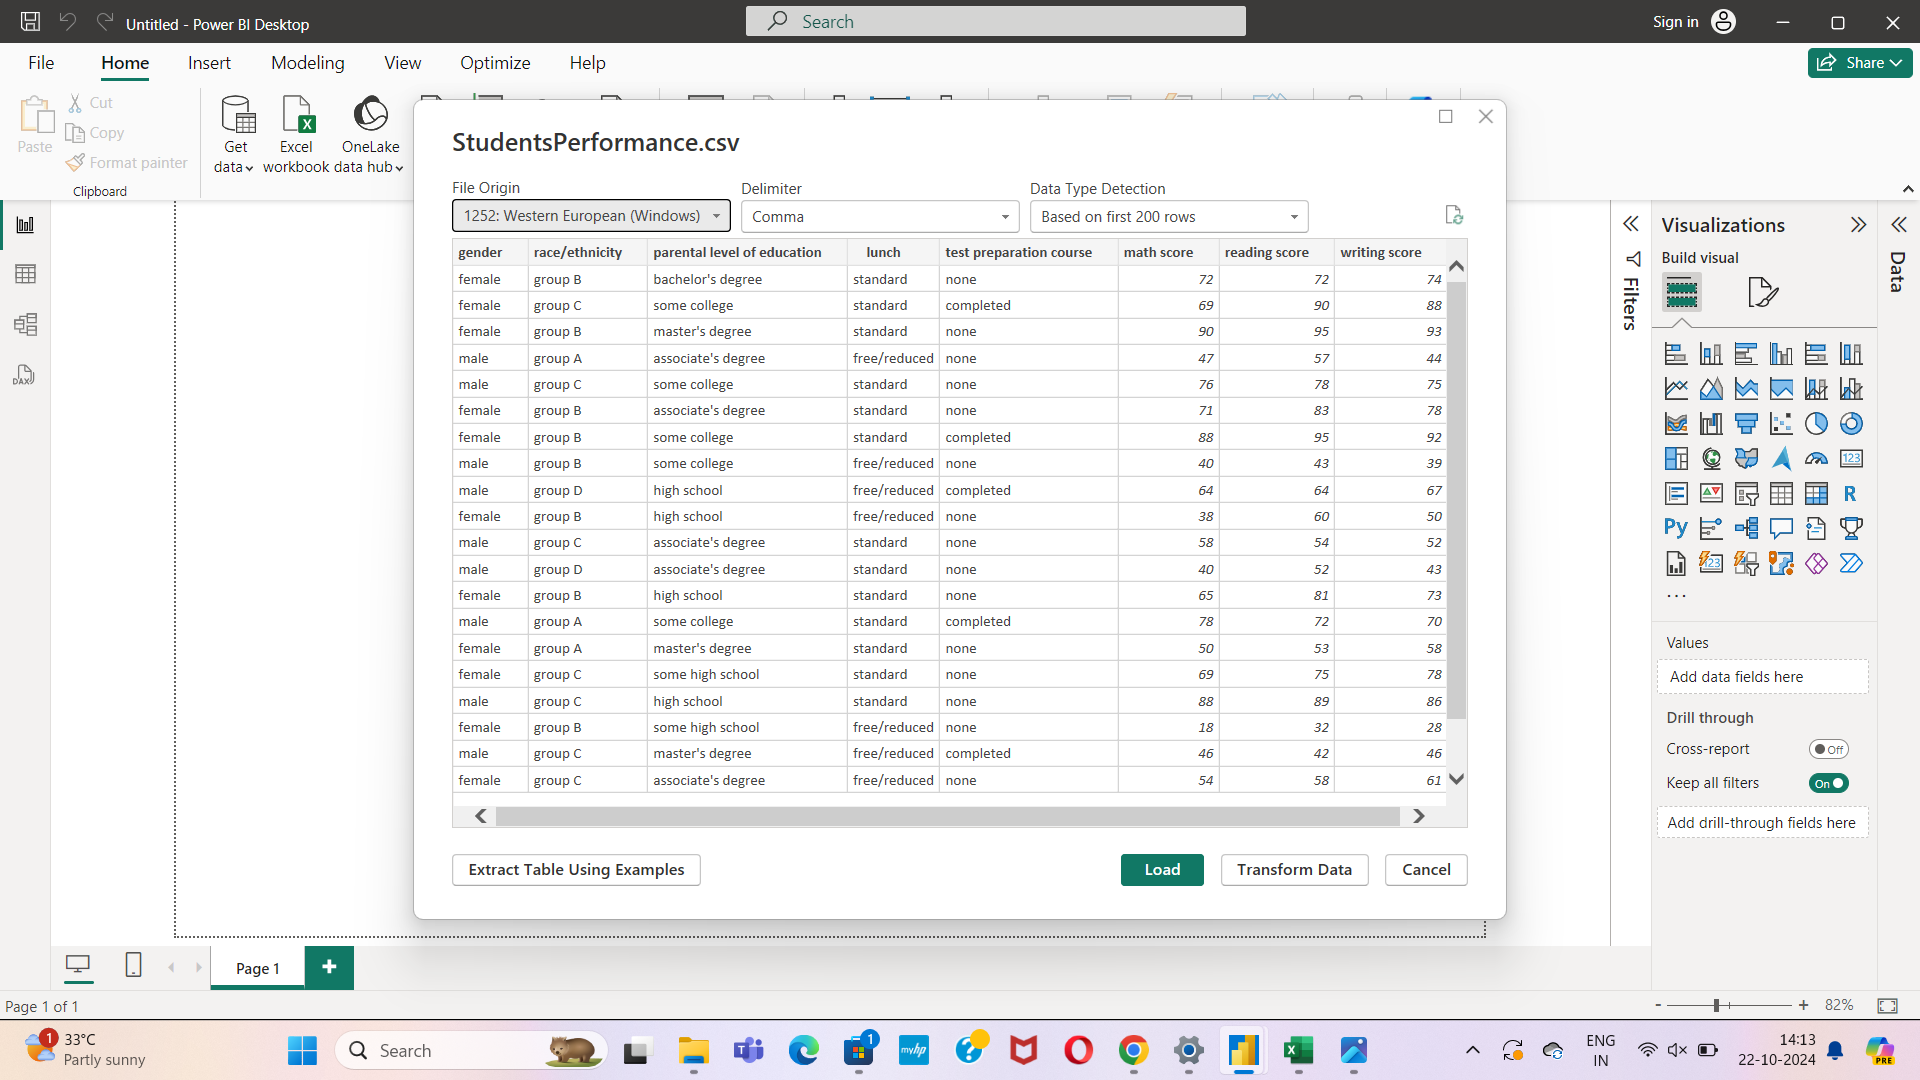 Untitled - Power BI Desktop
Search
Sign in
File Home Insert Modeling View Optimize Help
Share
Paste
Cut
Copy
Format painter
Clipboard
Get data
Excel workbook
OneLake data hub
StudentsPerformance.csv
File Origin Delimiter Data Type Detection
1252: Western European (Windows) Comma Based on first 200 rows
gender race/ethnicity parental level of education lunch test preparation course math score reading score writing score
female group B bachelor's degree standard none 72 72 74
female group C some college standard completed 69 90 88
female group B master's degree standard none 90 95 93
male group A associate's degree free/reduced none 47 57 44
male group C some college standard none 76 78 75
female group B associate's degree standard none 71 83 78
female group B some college standard completed 88 95 92
male group B some college free/reduced none 40 43 39
male group D high school free/reduced completed 64 64 67
female group B high school free/reduced none 38 60 50
male group C associate's degree standard none 58 54 52
male group D associate's degree standard none 40 52 43
female group B high school standard none 65 81 73
male group A some college standard completed 78 72 70
female group A master's degree standard none 50 53 58
female group C some high school standard none 69 75 78
male group C high school standard none 88 89 86
female group B some high school free/reduced none 18 32 28
male group C master's degree free/reduced completed 46 42 46
female group C associate's degree free/reduced none 54 58 61
Extract Table Using Examples Load Transform Data Cancel
Filters
Visualizations
Build visual
123
R
Py
123
...
Values
Add data fields here
Drill through
Cross-report Off
Keep all filters On
Add drill-through fields here
Data
DAX
Page 1
+
Page 1 of 1
- + 82%
1
33°C
Partly sunny
Search
1
myhp
ENG
IN
14:13
22-10-2024
PRE